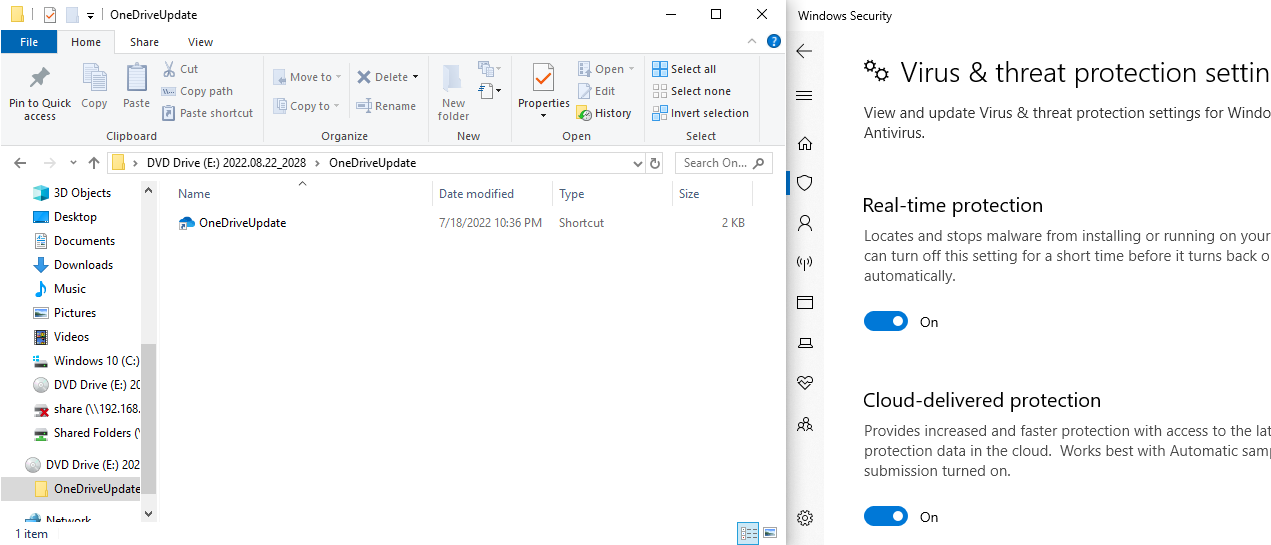 OneDriveUpdate
File Home Share View
Pin to Quick access
Copy
Paste
Cut
Copy path
Paste shortcut
Clipboard
Move to
Copy to
Delete
Rename
Organize
New folder
New
Properties
Open
Edit
History
Open
Select all
Select none
Invert selection
Select
DVD Drive (E:) 2022.08.22_2028 > OneDriveUpdate
Search On...
3D Objects
Desktop
Documents
Downloads
Music
Pictures
Videos
Windows 10 (C:)
DVD Drive (E:) 20
share (\\192.168.
Shared Folders (\
DVD Drive (E:) 202
OneDriveUpdate
Network
Name Date modified Type Size
OneDriveUpdate 7/18/2022 10:36 PM Shortcut 2 KB
1 item
Windows Security
Virus & threat protection settin
View and update Virus & threat protection settings for Windo
Antivirus.
Real-time protection
Locates and stops malware from installing or running on your
can turn off this setting for a short time before it turns back o
automatically.
On
Cloud-delivered protection
Provides increased and faster protection with access to the lat
protection data in the cloud. Works best with Automatic samp
submission turned on.
On